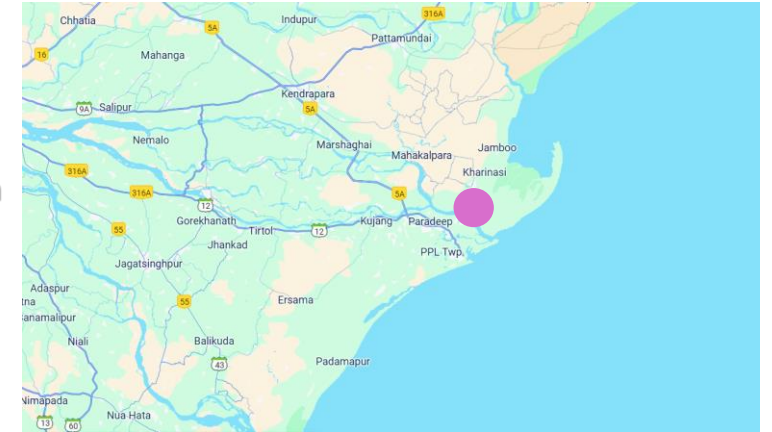 Chhatia
Indupur
316A
5A
Pattamundai
16
Mahanga
Kendrapara
9A
Salipur
5A
Nemalo
Marshaghai
Jamboo
Mahakalpara
Kharinasi
316A
316A
5A
12
Gorekhanath
Kujang
Paradeep
55
Tirtol
12
Jhankad
PPL Twp.
Jagatsinghpur
Adaspur
55
Ersama
tna
anamalipur
Niali
Balikuda
43
Padamapur
Nimapada
Nua Hata
13
60